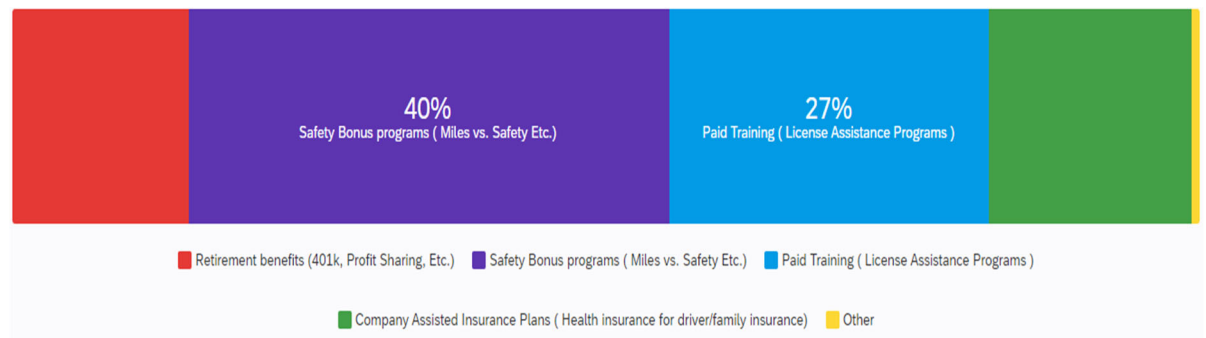 40%
Safety Bonus programs ( Miles vs. Safety Etc.)
27%
Paid Training ( License Assistance Programs )
Retirement benefits (401k, Profit Sharing, Etc.)
Safety Bonus programs ( Miles vs. Safety Etc.)
Paid Training ( License Assistance Programs )
Company Assisted Insurance Plans ( Health insurance for driver/family insurance)
Other